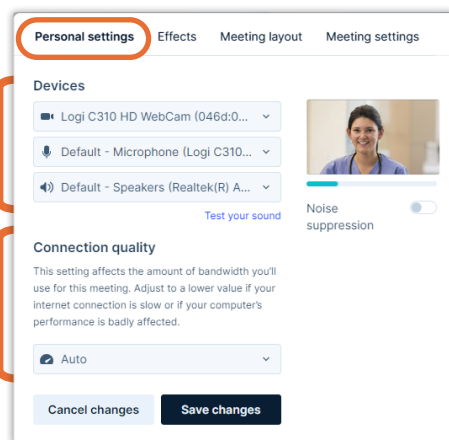 Personal settings Effects Meeting layout Meeting settings
Devices
Logi C310 HD WebCam (046d:0...
Default - Microphone (Logi C310...
Default - Speakers (Realtek(R) A...
Test your sound
Noise
suppression
Connection quality
This setting affects the amount of bandwidth you'll
use for this meeting. Adjust to a lower value if your
internet connection is slow or if your computer's
performance is badly affected.
Auto
Cancel changes Save changes